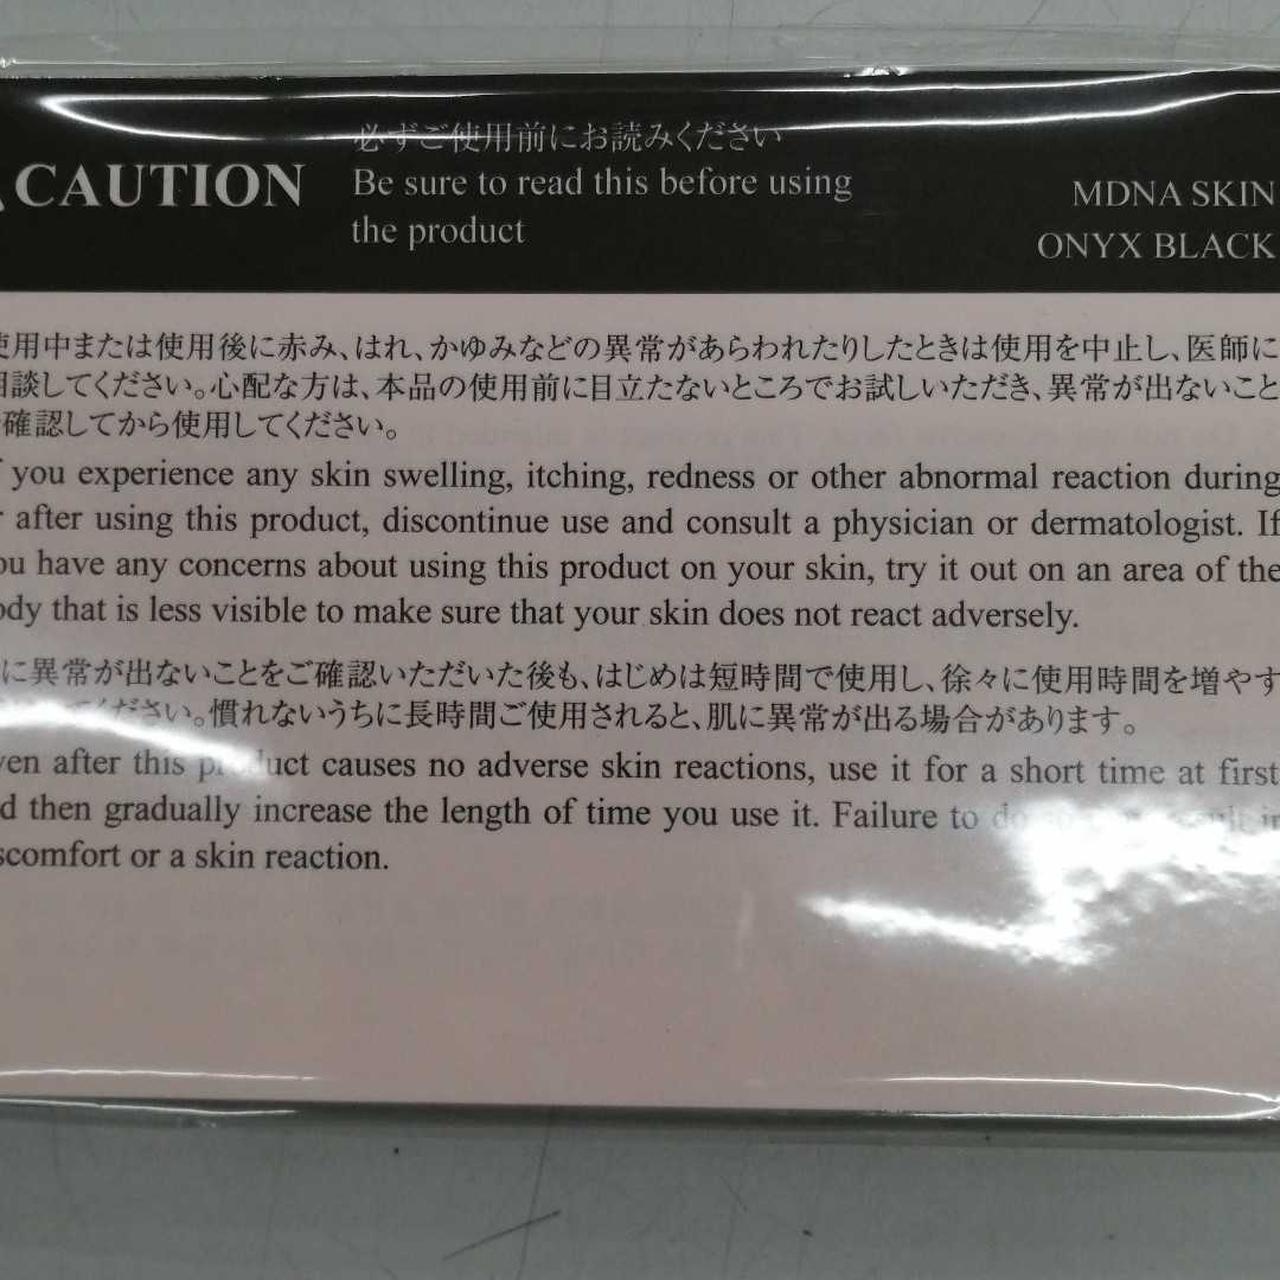 必ずご使用前にお読みください
CAUTION
Be sure to read this before using
the product
MDNA SKIN
ONYX BLACK
使用中または使用後に赤み、はれ、かゆみなどの異常があらわれたりしたときは使用を中止し、医師に
相談してください。心配な方は、本品の使用前に目立たないところでお試しいただき、異常が出ないこと
確認してから使用してください。
you experience any skin swelling, itching, redness or other abnormal reaction during
after using this product, discontinue use and consult a physician or dermatologist. If
ou have any concerns about using this product on your skin, try it out on an area of the
ody that is less visible to make sure that your skin does not react adversely.
に異常が出ないことをご確認いただいた後も、はじめは短時間で使用し、徐々に使用時間を増やす
ください。慣れないうちに長時間ご使用されると、肌に異常が出る場合があります。
ven after this product causes no adverse skin reactions, use it for a short time at first
d then gradually increase the length of time you use it. Failure to do
scomfort or a skin reaction.